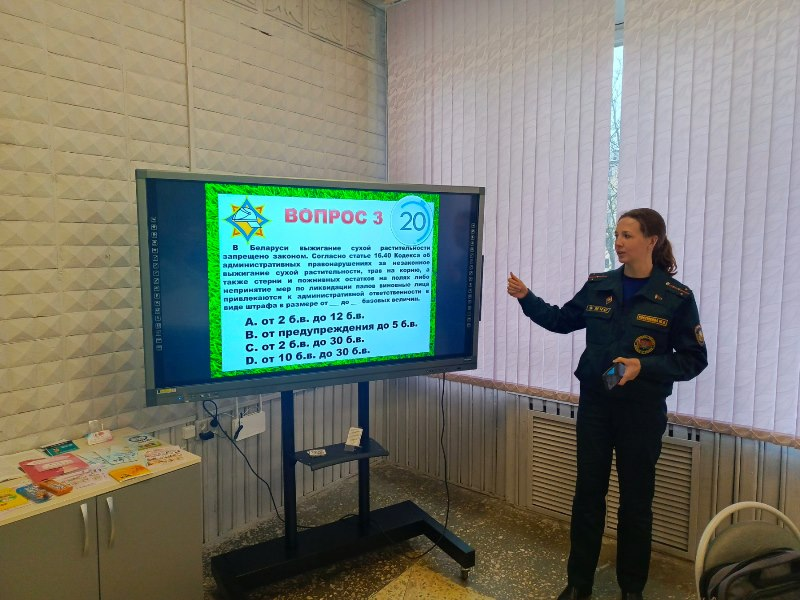 ВОПРОС 3
20
В Беларуси выжигание сухой растительности
запрещено законом. Согласно статье 16.40 Кодекса об
административных правонарушениях за незаконное
выжигание сухой растительности, трав на корню, а
также стерни и пожнивных остатков на полях либо
непринятие мер по ликвидации палов виновные лица
привлекаются к административной ответственности в
виде штрафа в размере от __ до __ базовых величин.
А. от 2 б.в. до 12 б.в.
В. от предупреждения до 5 б.в.
С. от 2 б.в. до 30 б.в.
D. от 10 б.в. до 30 б.в.